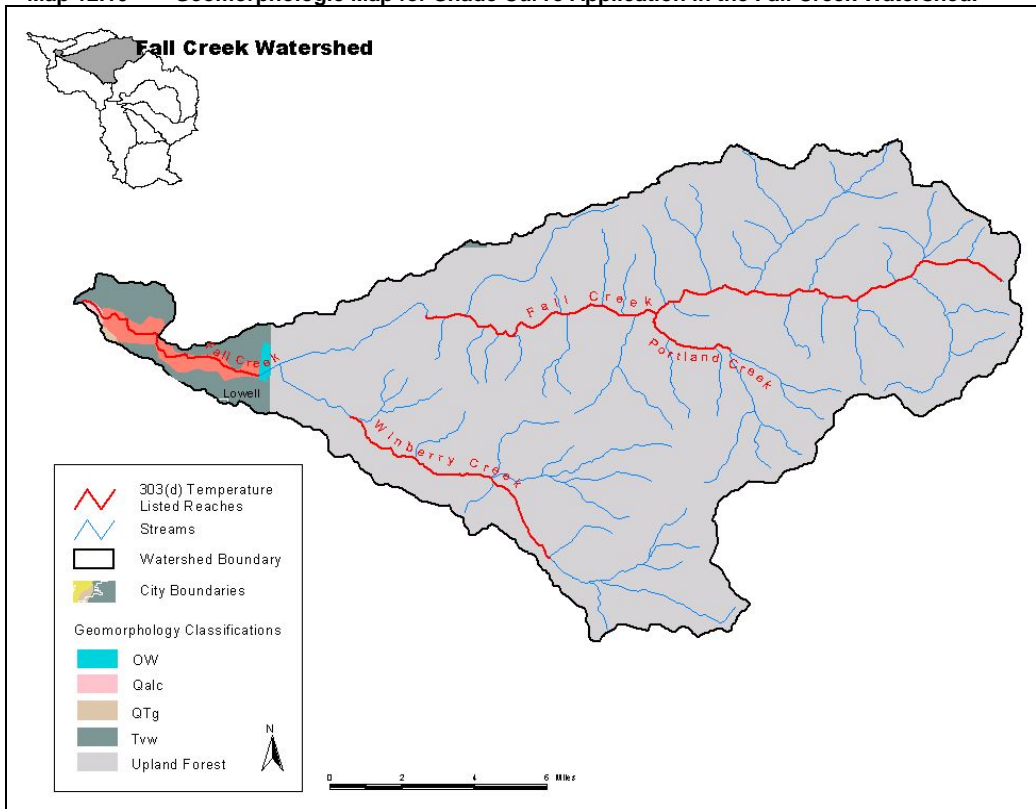 Fall Creek Watershed
Fall Creek
Portland Creek
Fall Creek
Lowell
Winberry Creek
303(d) Temperature
Listed Reaches
Streams
Watershed Boundary
City Boundaries
Geomorphology Classifications
OW
Qalc
QTg
Tvw
Upland Forest
N
0 2 4 6 Miles